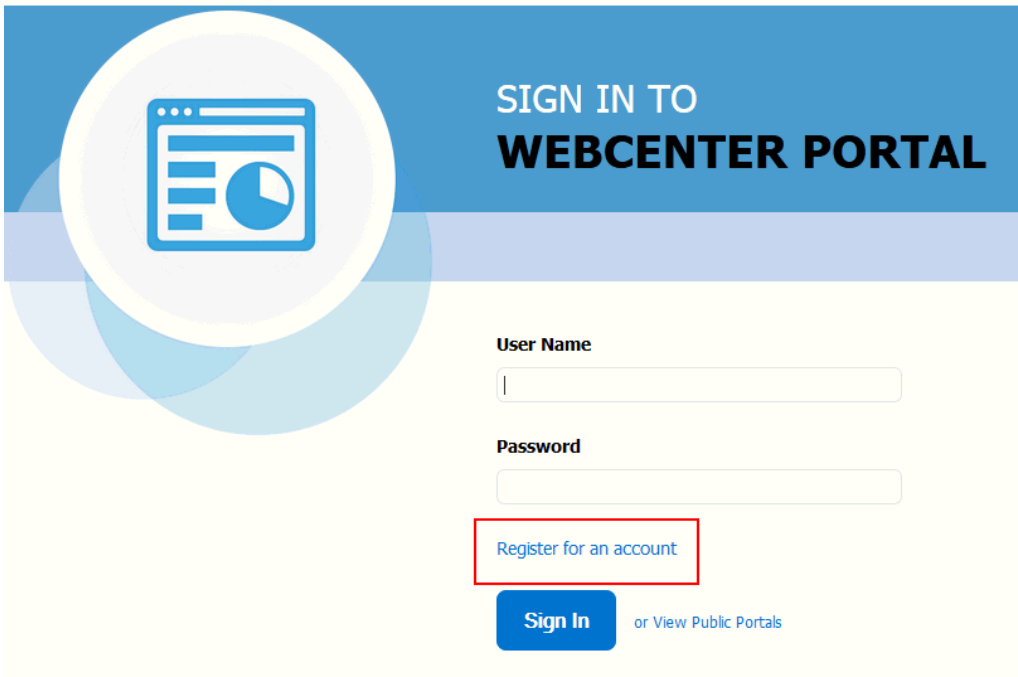 SIGN IN TO
WEBCENTER PORTAL
User Name
Password
Register for an account
Sign In or View Public Portals